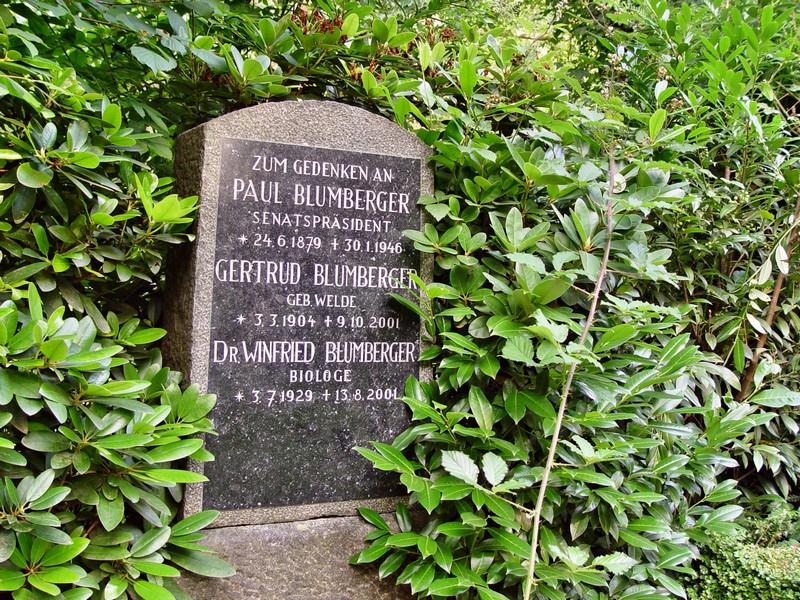 ZUM GEDENKEN AN
PAUL BLUMBERGER
SENATSPRÄSIDENT
* 24.6.1879 + 30.1.1946
GERTRUD BLUMBERGER
GEB. WELDE
* 3.3.1904 + 9.10.2001
DR. WINFRIED BLUMBERGER
BIOLOGE
* 3.7.1929 + 13.8.2001